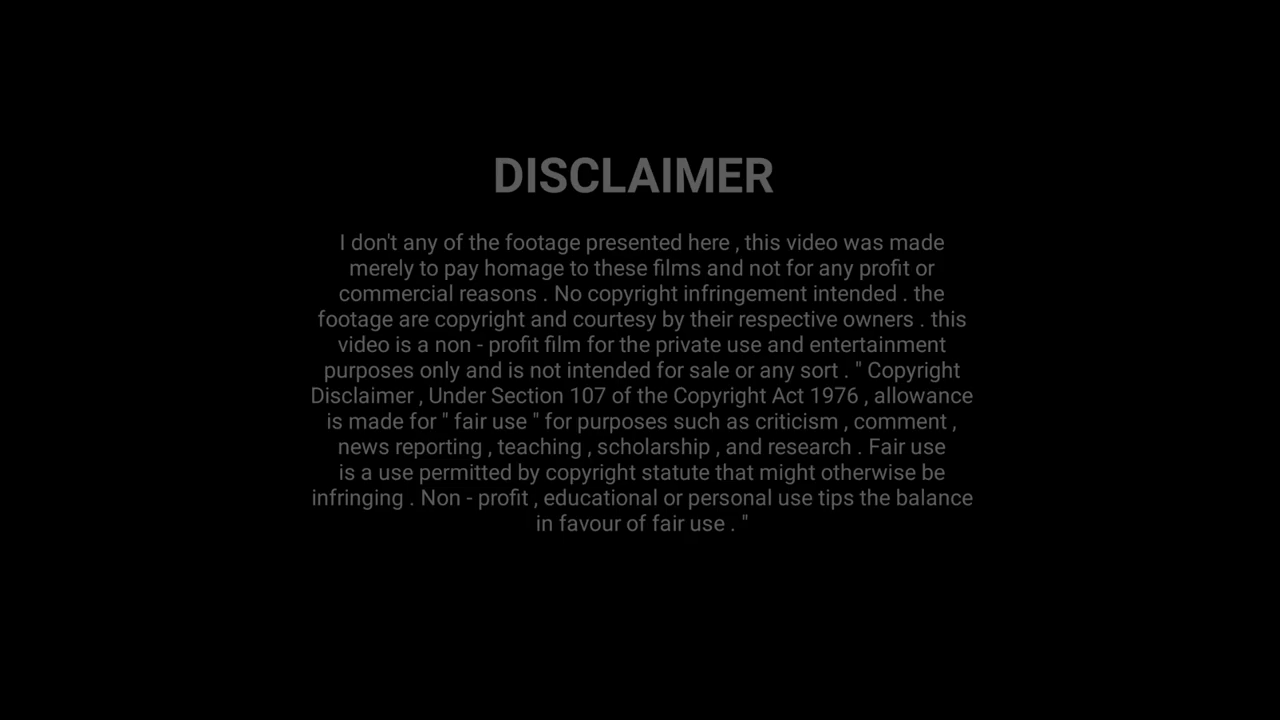 DISCLAIMER
I don't any of the footage presented here , this video was made
merely to pay homage to these films and not for any profit or
commercial reasons . No copyright infringement intended . the
footage are copyright and courtesy by their respective owners . this
video is a non - profit film for the private use and entertainment
purposes only and is not intended for sale or any sort . " Copyright
Disclaimer , Under Section 107 of the Copyright Act 1976 , allowance
is made for " fair use " for purposes such as criticism , comment ,
news reporting , teaching , scholarship , and research . Fair use
is a use permitted by copyright statute that might otherwise be
infringing . Non - profit , educational or personal use tips the balance
in favour of fair use . "